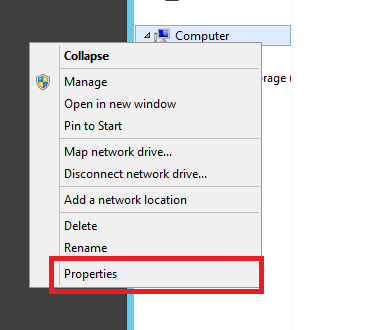 Computer
Collapse
Manage
orage (
Open in new window
Pin to Start
Map network drive...
Disconnect network drive...
Add a network location
Delete
Rename
Properties